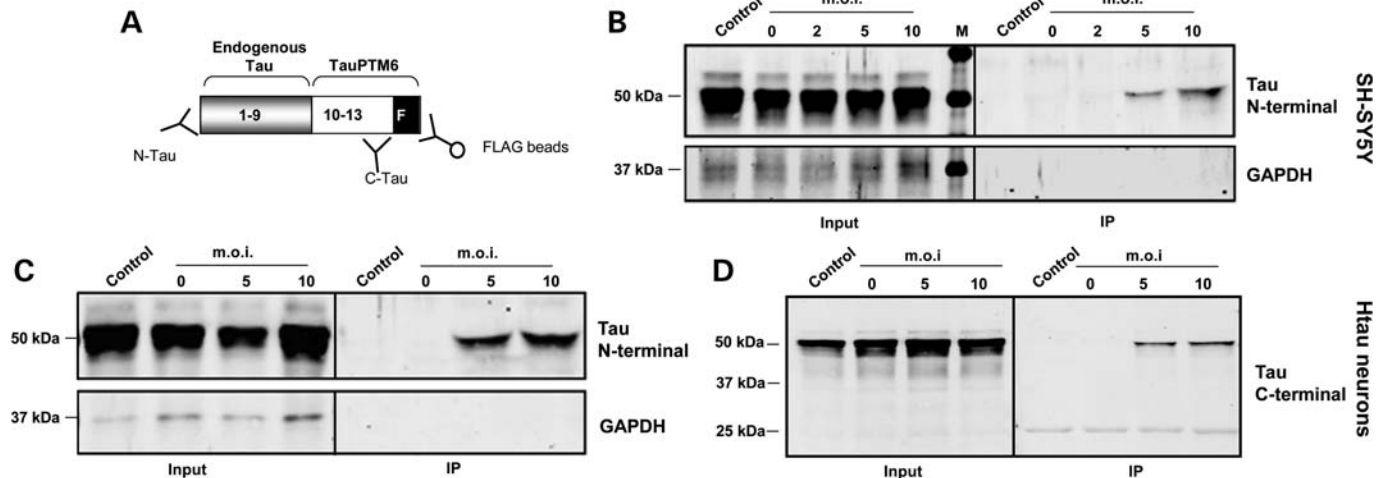 A
Endogenous
Tau
TauPTM6
1-9
10-13
F
N-Tau
C-Tau
FLAG beads
B
Control
m.o.i.
0 2 5 10 M
Control
m.o.i.
0 2 5 10
50 kDa
Tau
N-terminal
37 kDa
GAPDH
Input
IP
SH-SY5Y
C
Control
m.o.i.
0 5 10
Control
m.o.i.
0 5 10
50 kDa
Tau
N-terminal
37 kDa
GAPDH
Input
IP
D
Control
m.o.i
0 5 10
Control
m.o.i
0 5 10
50 kDa
37 kDa
25 kDa
Tau
C-terminal
Input
IP
Htau neurons